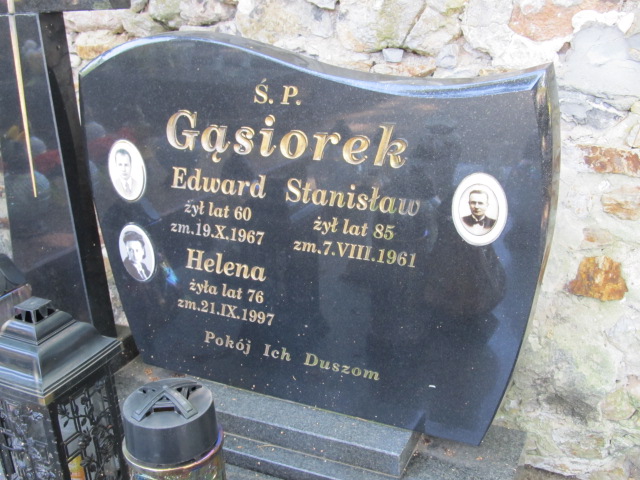 Ś. P.
Gąsiorek
Edward Stanisław
żył lat 60 żył lat 85
zm.19.X.1967 zm.7.VIII.1961
Helena
żyła lat 76
zm.21.IX.1997
Pokój Ich Duszom